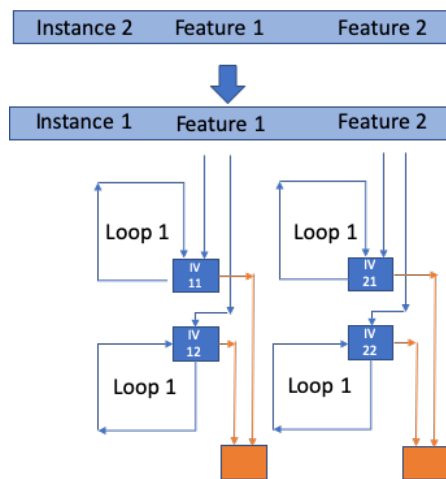 Instance 2 Feature 1 Feature 2
Instance 1 Feature 1 Feature 2
Loop 1 Loop 1
IV IV
11 21
IV IV
12 22
Loop 1 Loop 1